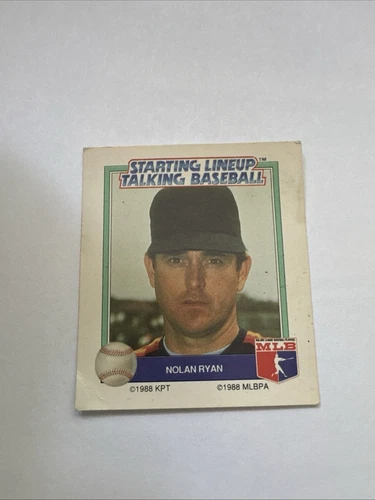 STARTING LINEUP™
TALKING BASEBALL
MLB
NOLAN RYAN
©1988 KPT ©1988 MLBPA